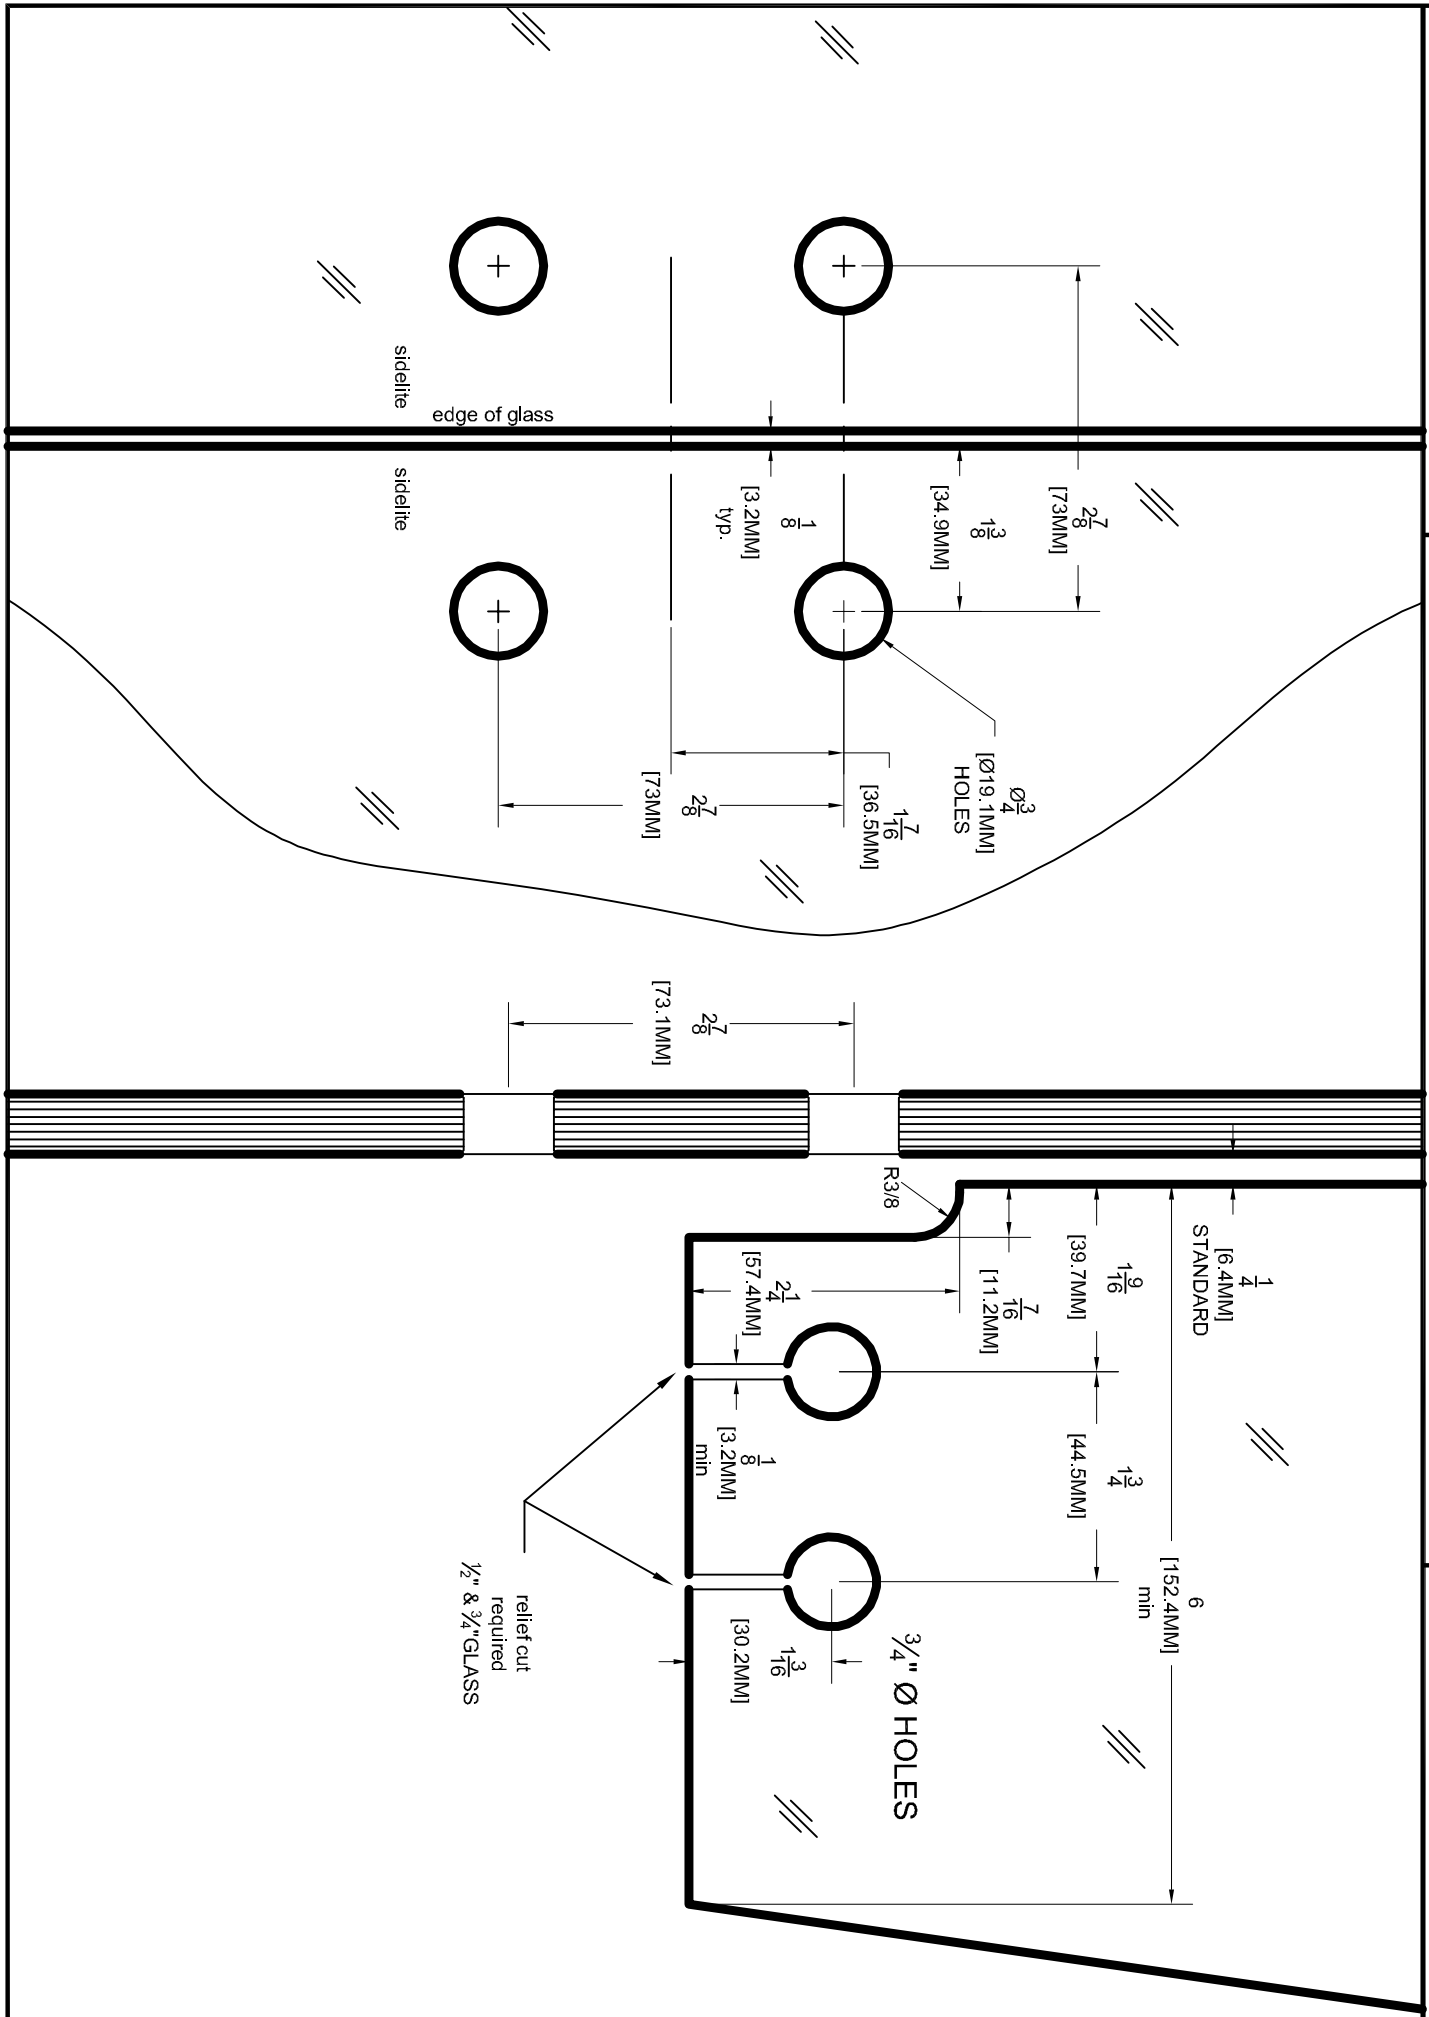 sidelite
edge of glass
sidelite
2 7/8
[73MM]
1 3/8
[34.9MM]
1/8
[3.2MM]
typ.
Ø3/4
[Ø19.1MM]
HOLES
1 7/16
[36.5MM]
2 7/8
[73MM]
2 7/8
[73.1MM]
R3/8
1/4
[6.4MM]
STANDARD
1 9/16
[39.7MM]
7/16
[11.2MM]
2 1/4
[57.4MM]
1/8
[3.2MM]
min
1 3/4
[44.5MM]
6
[152.4MM]
min
1 3/16
[30.2MM]
3/4" Ø HOLES
relief cut
required
½" & ¾"GLASS